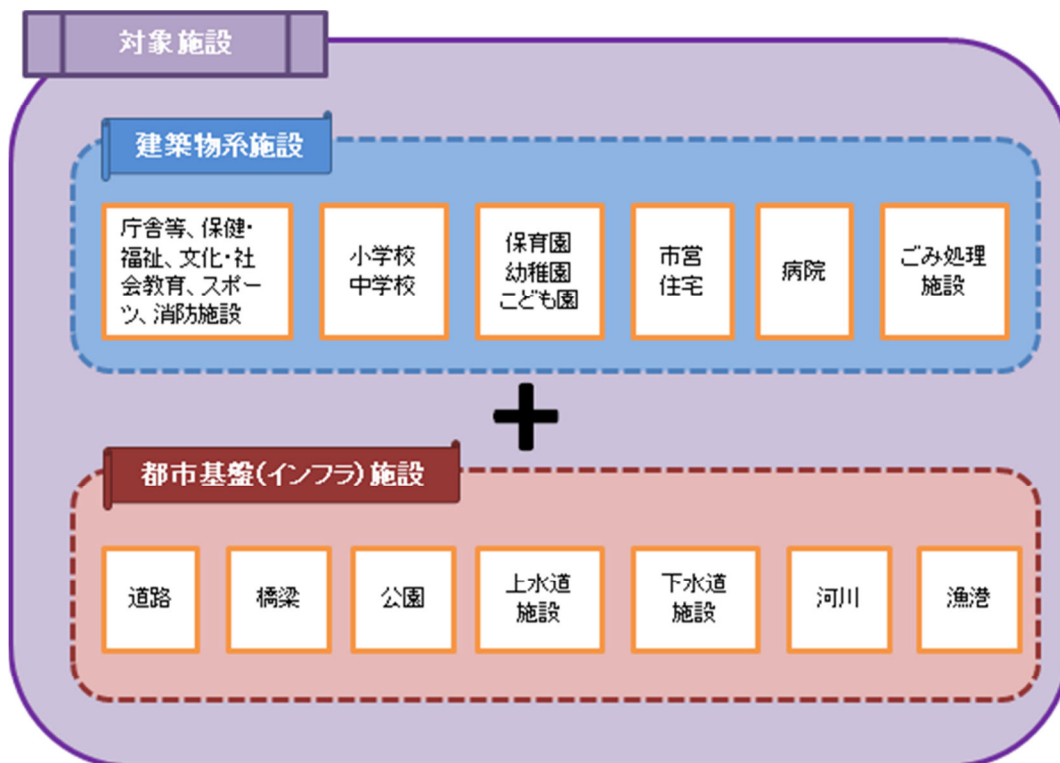 対象施設
建築物系施設
庁舎等、保健・
福祉、文化・社
会教育、スポー
ツ、消防施設
小学校
中学校
保育園
幼稚園
こども園
市営
住宅
病院
ごみ処理
施設
+
都市基盤(インフラ)施設
道路
橋梁
公園
上水道
施設
下水道
施設
河川
漁港